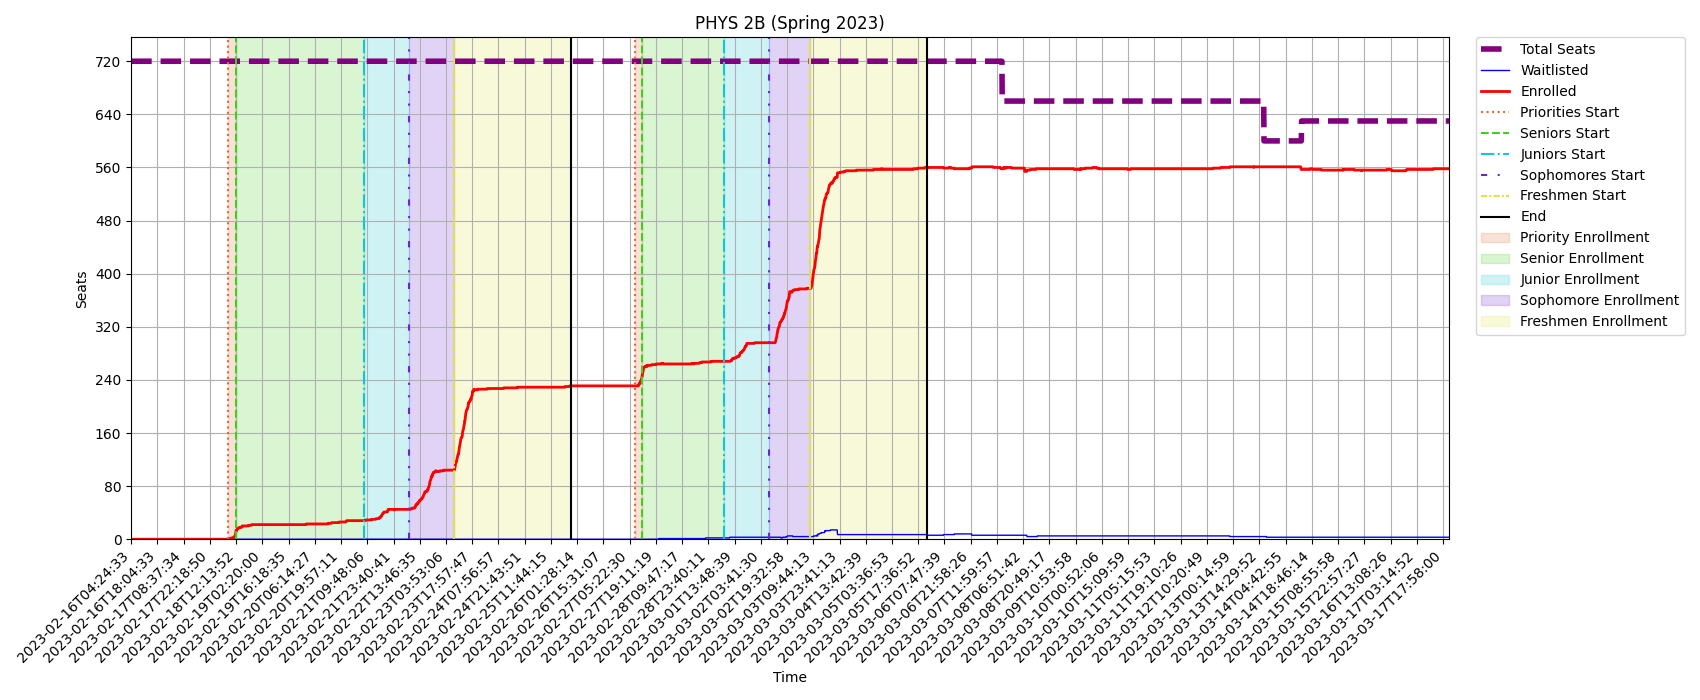 PHYS 2B (Spring 2023)
Seats
720
640
560
480
400
320
240
160
80
0
2023-02-16T04:24:33
2023-02-16T18:04:33
2023-02-17T08:37:34
2023-02-17T22:18:50
2023-02-18T12:13:52
2023-02-19T02:20:00
2023-02-19T16:18:35
2023-02-20T06:14:27
2023-02-20T19:57:11
2023-02-21T09:48:06
2023-02-21T23:40:41
2023-02-22T13:46:35
2023-02-23T03:53:06
2023-02-23T17:57:47
2023-02-24T07:56:57
2023-02-24T21:43:51
2023-02-25T11:44:15
2023-02-26T01:28:14
2023-02-26T15:31:07
2023-02-27T05:22:30
2023-02-27T19:11:19
2023-02-28T09:47:17
2023-02-28T23:40:11
2023-03-01T13:48:39
2023-03-02T03:41:30
2023-03-02T19:32:58
2023-03-03T09:44:13
2023-03-03T23:41:13
2023-03-04T13:42:39
2023-03-05T03:36:53
2023-03-05T17:36:52
2023-03-06T07:47:39
2023-03-06T21:58:26
2023-03-07T11:59:57
2023-03-08T06:51:42
2023-03-08T20:49:17
2023-03-09T10:53:58
2023-03-10T00:52:06
2023-03-10T15:09:59
2023-03-11T05:15:53
2023-03-11T19:10:26
2023-03-12T10:20:49
2023-03-13T00:14:59
2023-03-13T14:29:52
2023-03-14T04:42:55
2023-03-14T18:46:14
2023-03-15T08:55:58
2023-03-15T22:57:27
2023-03-16T13:08:26
2023-03-17T03:14:52
2023-03-17T17:58:00
Time
Total Seats
Waitlisted
Enrolled
Priorities Start
Seniors Start
Juniors Start
Sophomores Start
Freshmen Start
End
Priority Enrollment
Senior Enrollment
Junior Enrollment
Sophomore Enrollment
Freshmen Enrollment